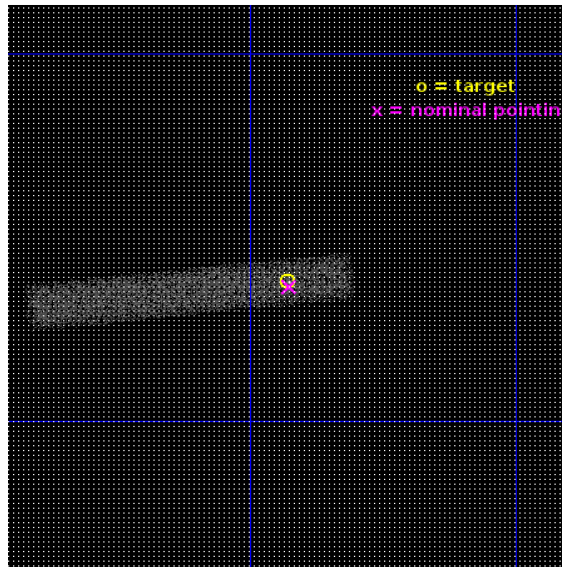 o = target
x = nominal pointin